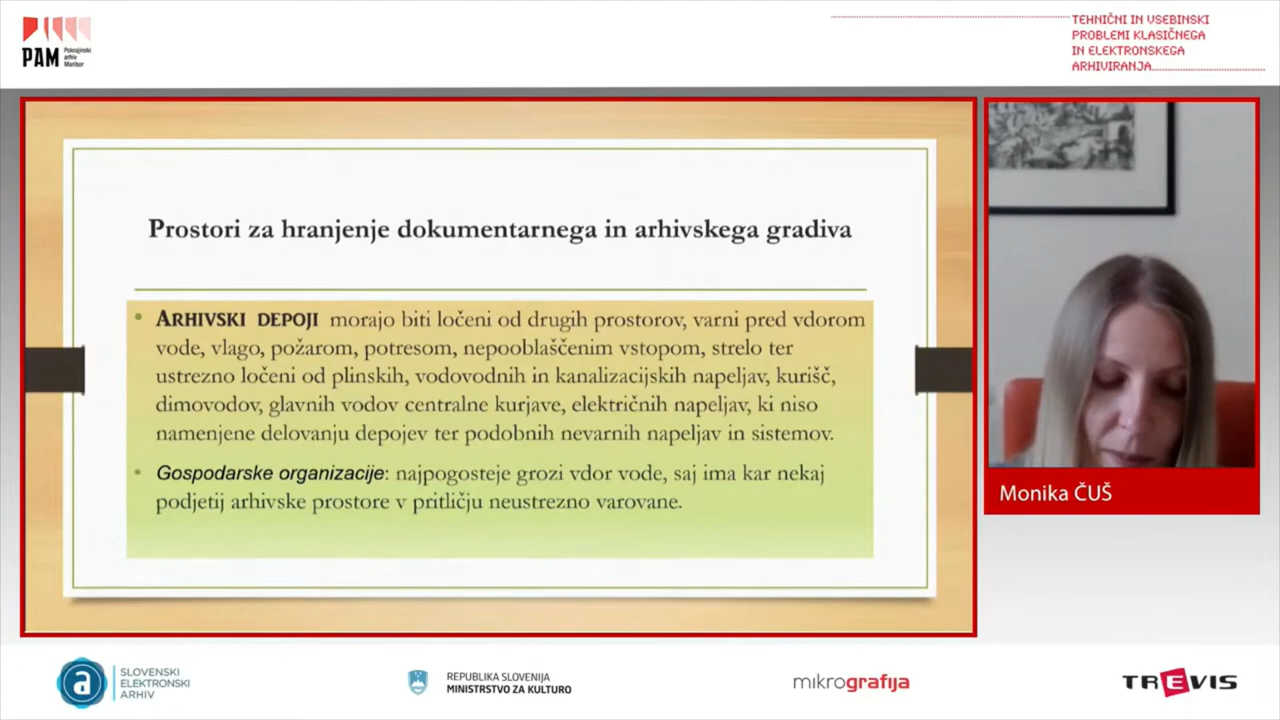 PAM
Pokrajinski
arhiv
Maribor
TEHNIČNI IN VSEBINSKI
PROBLEMI KLASIČNEGA
IN ELEKTRONSKEGA
ARHIVIRANJA
Prostori za hranjenje dokumentarnega in arhivskega gradiva
• ARHIVSKI DEPOJI morajo biti ločeni od drugih prostorov, varni pred vdorom
vode, vlago, požarom, potresom, nepooblaščenim vstopom, strelo ter
ustrezno ločeni od plinskih, vodovodnih in kanalizacijskih napeljav, kurišč,
dimovodov, glavnih vodov centralne kurjave, električnih napeljav, ki niso
namenjene delovanju depojev ter podobnih nevarnih napeljav in sistemov.
• Gospodarske organizacije: najpogosteje grozi vdor vode, saj ima kar nekaj
podjetij arhivske prostore v pritličju neustrezno varovane.
Monika ČUŠ
a
SLOVENSKI
ELEKTRONSKI
ARHIV
REPUBLIKA SLOVENIJA
MINISTRSTVO ZA KULTURO
mikrografija
TREVIS